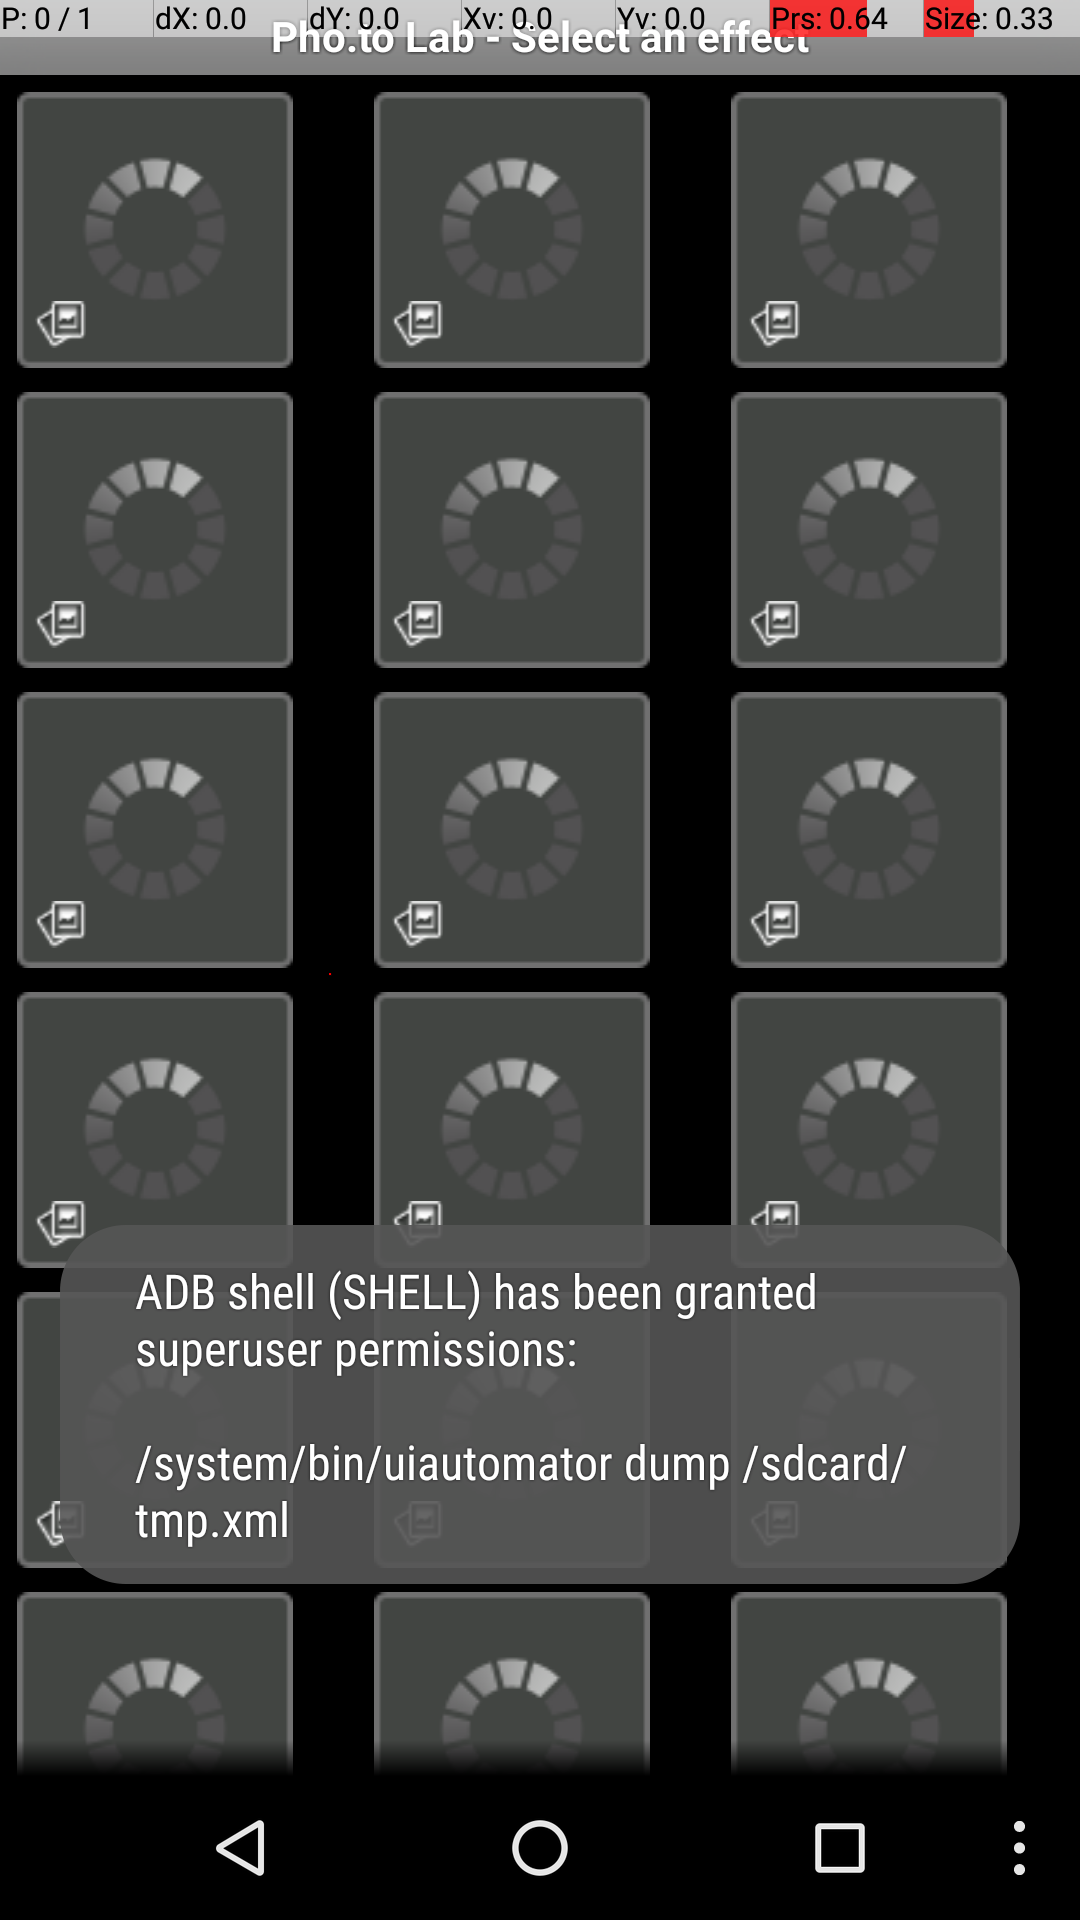 P: 0 / 1 dX: 0.0 dY: 0.0 Xv: 0.0 Yv: 0.0 Prs: 0.64 Size: 0.33
Pho.to Lab - Select an effect
ADB shell (SHELL) has been granted
superuser permissions:
/system/bin/uiautomator dump /sdcard/
tmp.xml